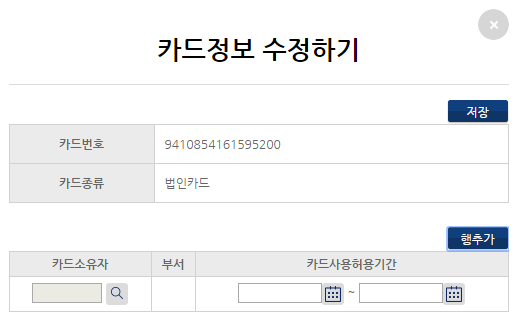 카드정보 수정하기
저장
카드번호 9410854161595200
카드종류 법인카드
행추가
카드소유자 부서 카드사용허용기간
~